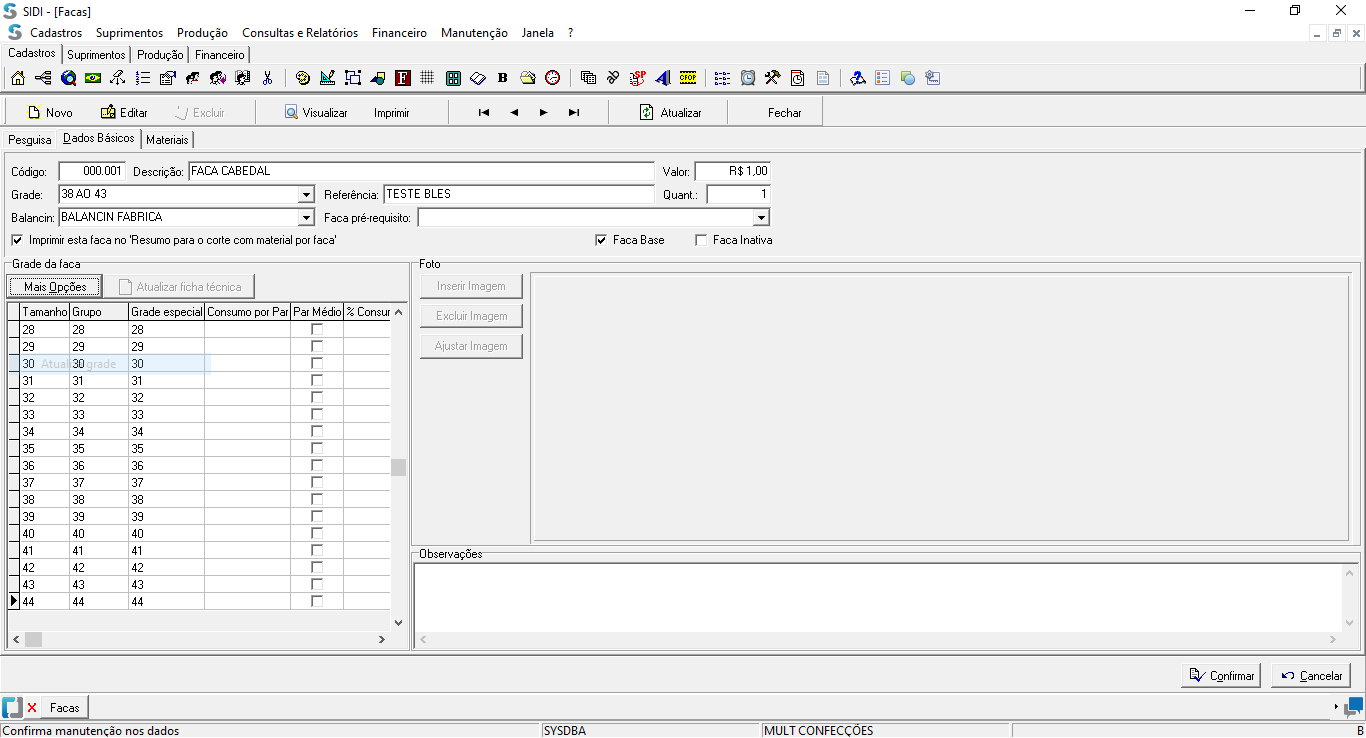 SIDI - [Facas]
Cadastros Suprimentos Produção Consultas e Relatórios Financeiro Manutenção Janela ?
Cadastros Suprimentos Produção Financeiro
F B SP CFOP
Novo Editar Excluir Visualizar Imprimir Atualizar Fechar
Pesquisa Dados Básicos Materiais
Código: 000.001 Descrição: FACA CABEDAL Valor: R$ 1,00
Grade: 38 AO 43 Referência: TESTE BLES Quant.: 1
Balancin: BALANCIN FABRICA Faca pré-requisito:
Imprimir esta faca no 'Resumo para o corte com material por faca' Faca Base Faca Inativa
Grade da faca Foto
Mais Opções Atualizar ficha técnica Inserir Imagem
Tamanho Grupo Grade especial Consumo por Par Par Médio % Consur Excluir Imagem
28 28 28
29 29 29 Ajustar Imagem
30 Atualizar grade 30 30
31 31 31
32 32 32
33 33 33
34 34 34
35 35 35
36 36 36
37 37 37
38 38 38
39 39 39
40 40 40
41 41 41
42 42 42
43 43 43
44 44 44
Observações
Confirmar Cancelar
Facas
Confirma manutenção nos dados SYSDBA MULT CONFECÇÕES B